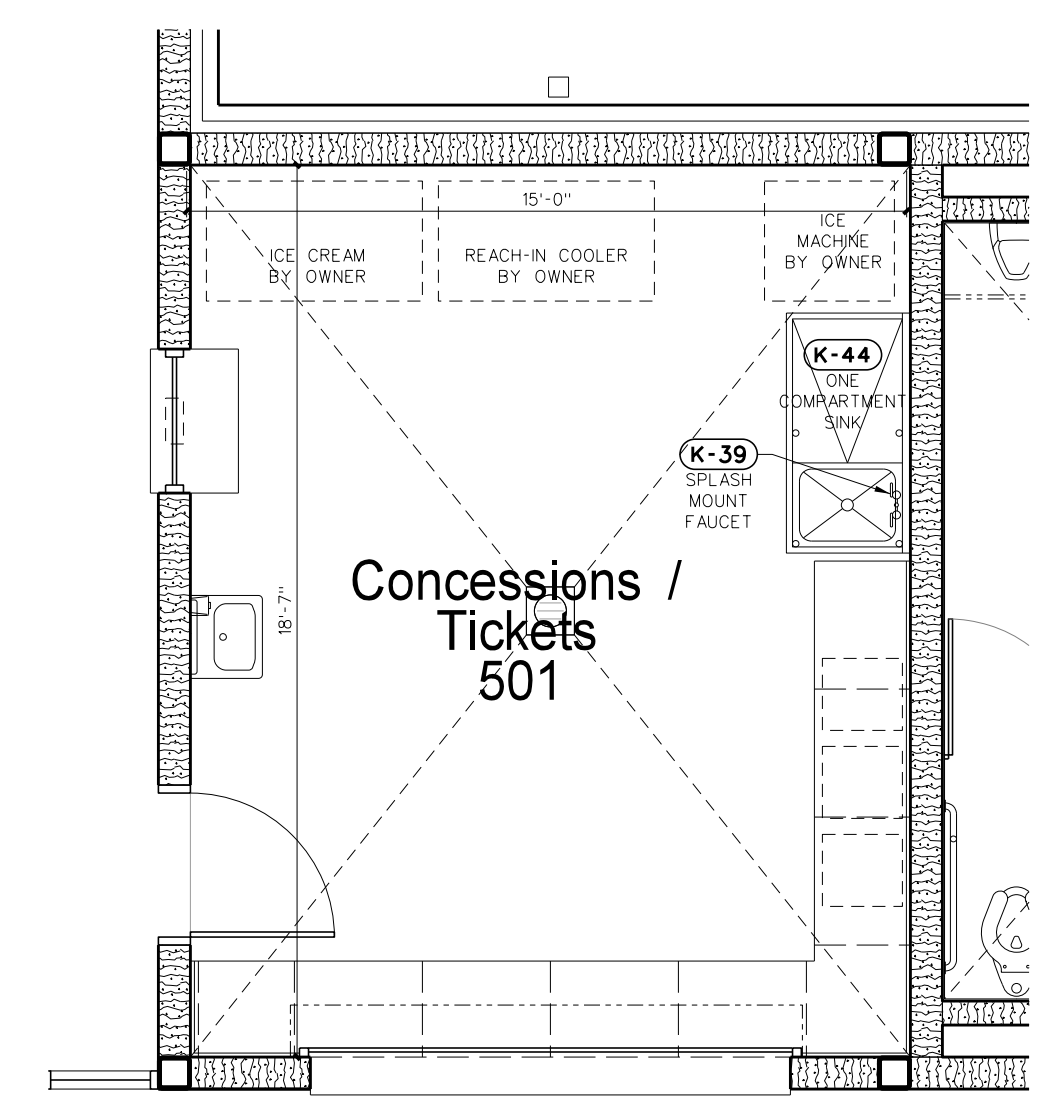 15'-0"
ICE CREAM
BY OWNER
REACH-IN COOLER
BY OWNER
ICE
MACHINE
BY OWNER
K-44
ONE
COMPARTMENT
SINK
K-39
SPLASH
MOUNT
FAUCET
18'-7"
Concessions /
Tickets
501